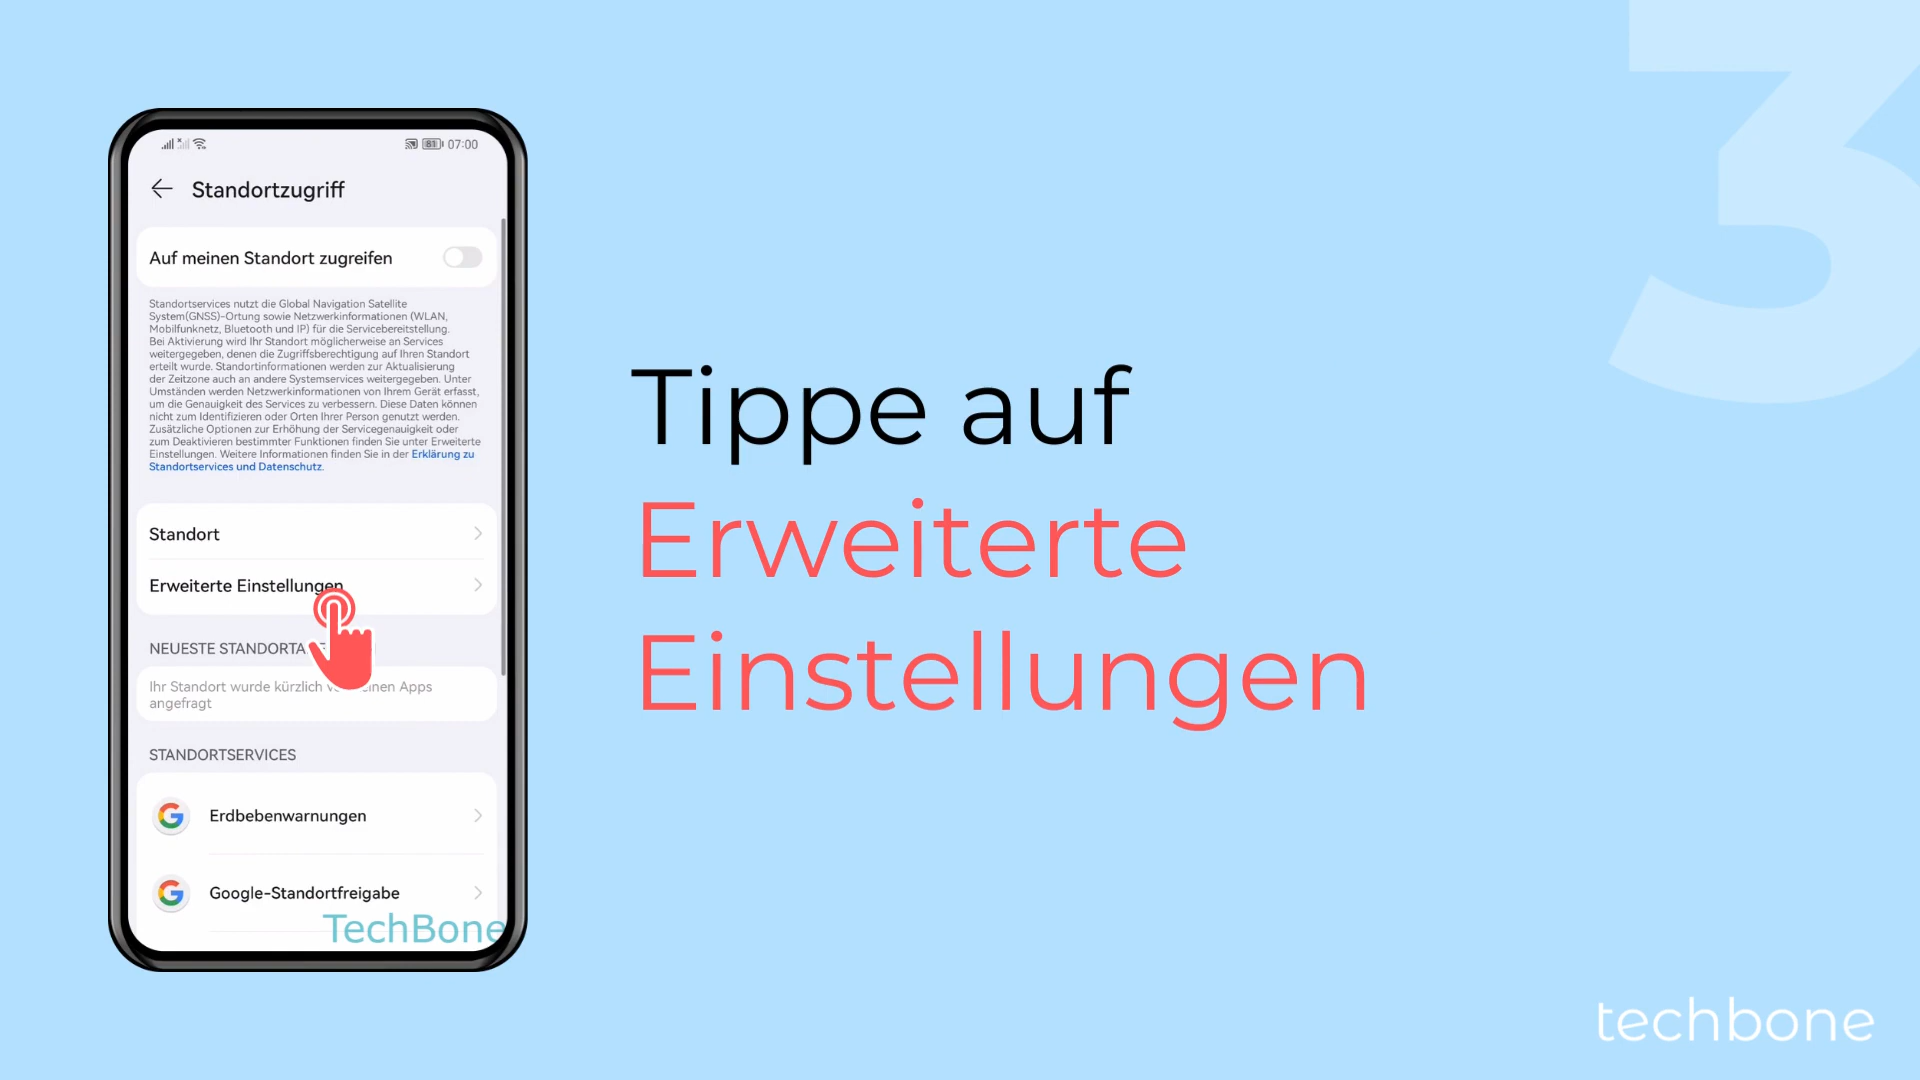 3
81 07:00
Standortzugriff
Auf meinen Standort zugreifen
Standortservices nutzt die Global Navigation Satellite
System(GNSS)-Ortung sowie Netzwerkinformationen (WLAN,
Mobilfunknetz, Bluetooth und IP) für die Servicebereitstellung.
Bei Aktivierung wird Ihr Standort möglicherweise an Services
weitergegeben, denen die Zugriffsberechtigung auf Ihren Standort
erteilt wurde. Standortinformationen werden zur Aktualisierung
der Zeitzone auch an andere Systemservices weitergegeben. Unter
Umständen werden Netzwerkinformationen von Ihrem Gerät erfasst,
um die Genauigkeit des Services zu verbessern. Diese Daten können
nicht zum Identifizieren oder Orten Ihrer Person genutzt werden.
Zusätzliche Optionen zur Erhöhung der Servicegenauigkeit oder
zum Deaktivieren bestimmter Funktionen finden Sie unter Erweiterte
Einstellungen. Weitere Informationen finden Sie in der Erklärung zu
Standortservices und Datenschutz.
Standort
Erweiterte Einstellungen
NEUESTE
Ihr Standort wurde kürzlich Apps
angefragt
STANDORTSERVICES
Erdbebenwarnungen
Google-Standortfreigabe
TechBone
Tippe auf
Erweiterte
Einstellungen
techbone